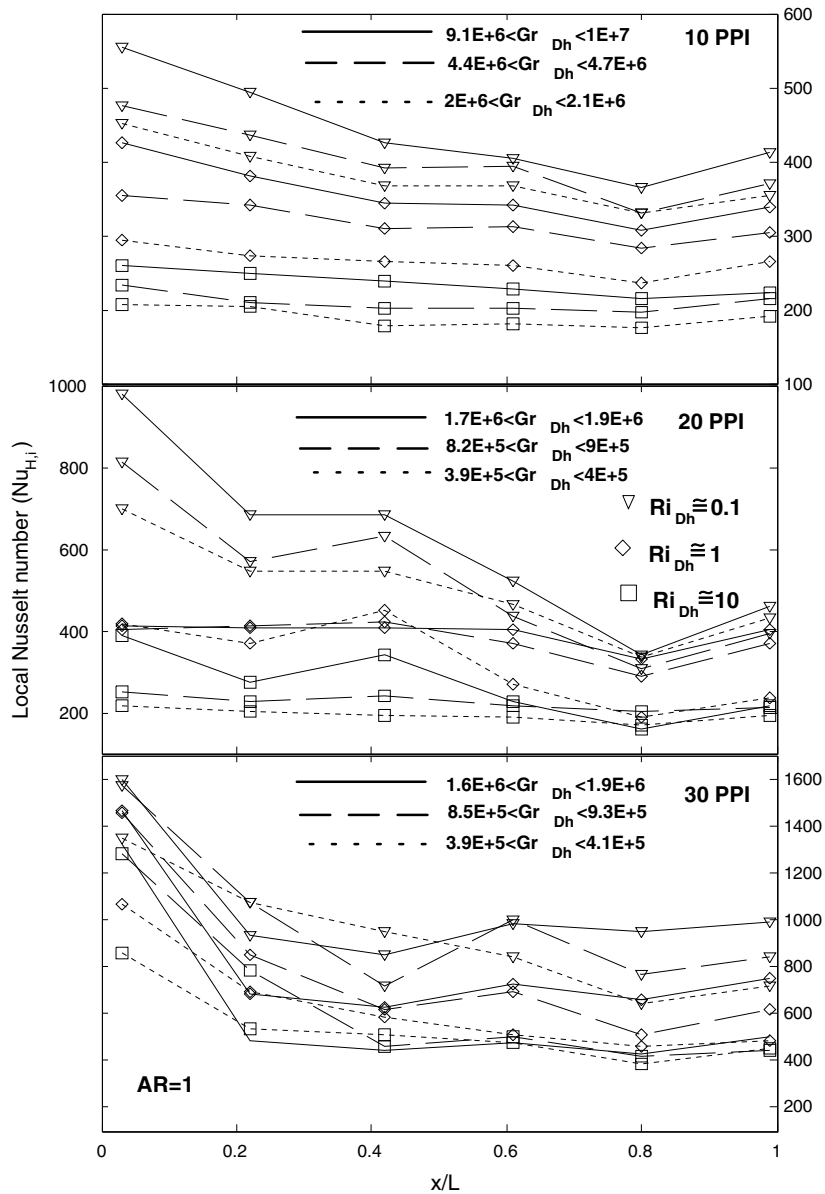 9.1E+6<Gr Dh<1E+7 10 PPI
4.4E+6<Gr Dh<4.7E+6
2E+6<Gr Dh<2.1E+6
600
500
400
300
200
100
1000
800
600
400
200
1.7E+6<Gr Dh<1.9E+6 20 PPI
8.2E+5<Gr Dh<9E+5
3.9E+5<Gr Dh<4E+5
Ri Dh≅0.1
Ri Dh≅1
Ri Dh≅10
Local Nusselt number (Nu H,i)
1.6E+6<Gr Dh<1.9E+6 30 PPI
8.5E+5<Gr Dh<9.3E+5
3.9E+5<Gr Dh<4.1E+5
1600
1400
1200
1000
800
600
400
200
AR=1
0 0.2 0.4 0.6 0.8 1
x/L